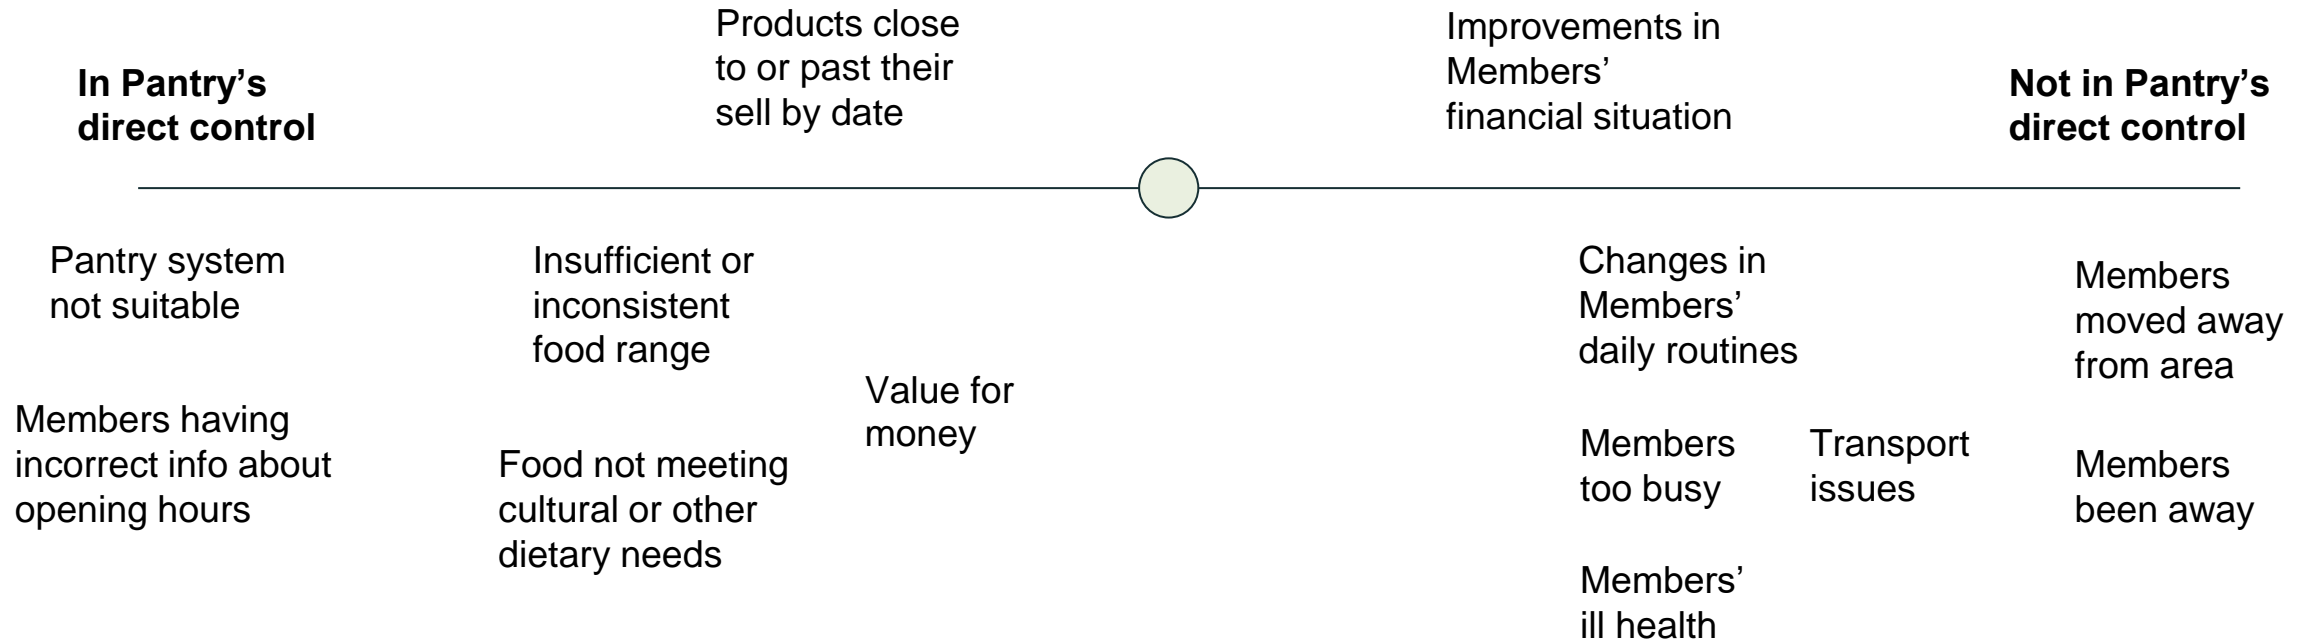 In Pantry’s
direct control
Products close
to or past their
sell by date
Improvements in
Members’
financial situation
Not in Pantry’s
direct control
Pantry system
not suitable
Members having
incorrect info about
opening hours
Insufficient or
inconsistent
food range
Food not meeting
cultural or other
dietary needs
Value for
money
Changes in
Members’
daily routines
Members
too busy
Members’
ill health
Transport
issues
Members
moved away
from area
Members
been away